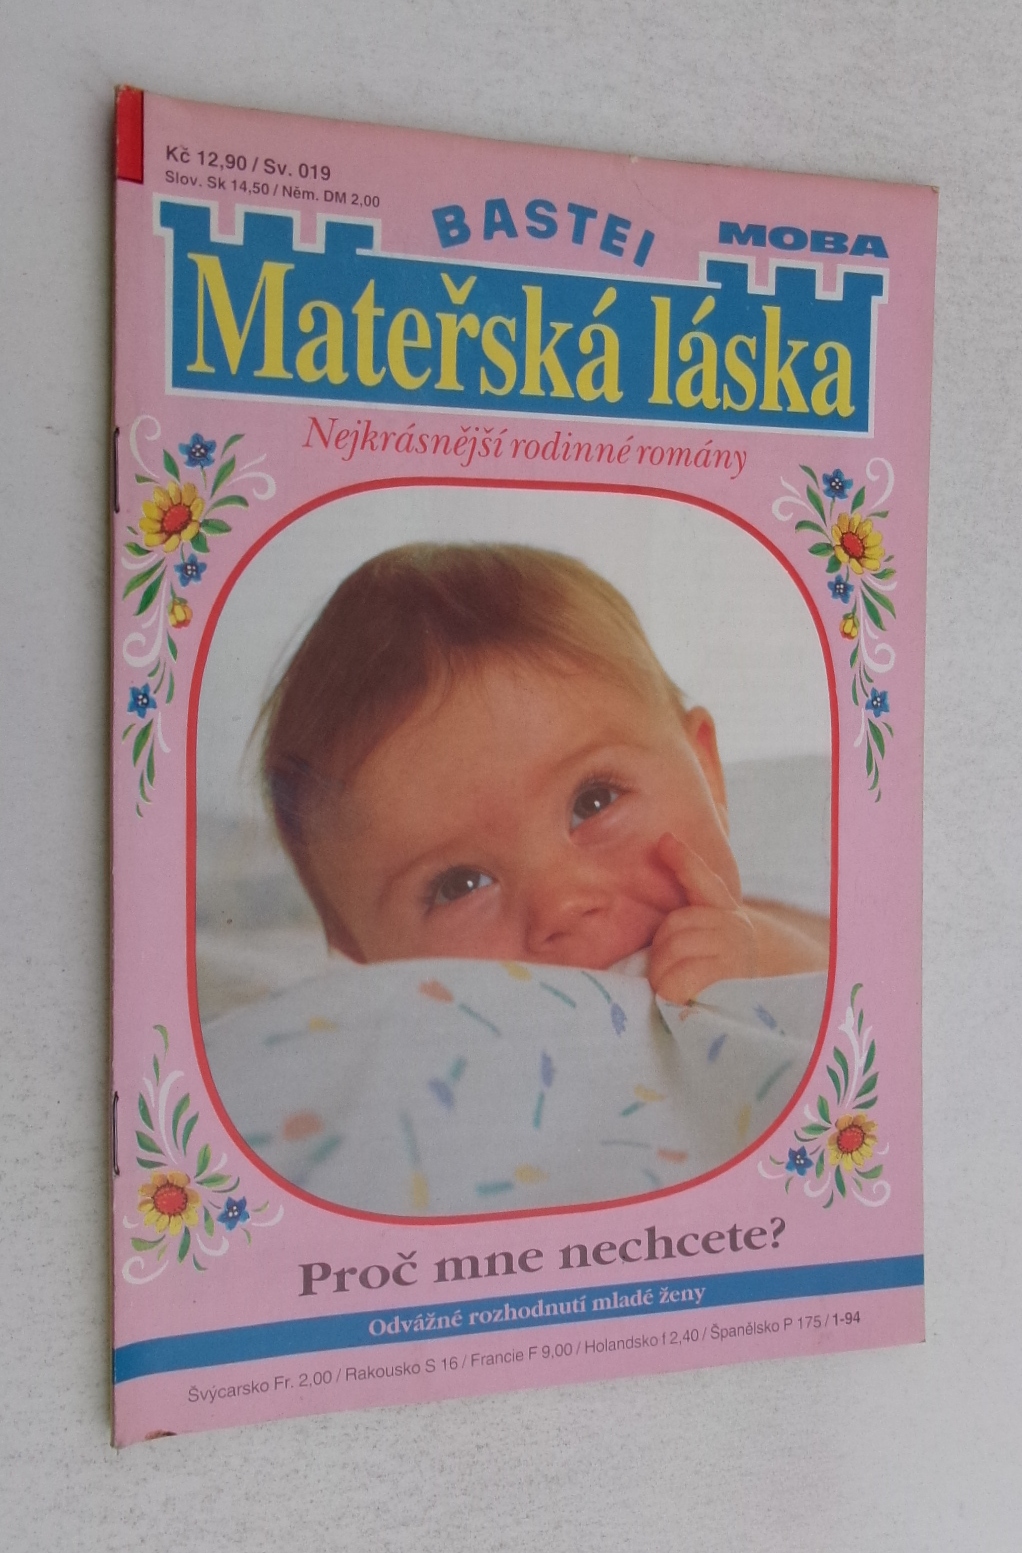 Kč 12,90 / Sv. 019
Slov. Sk 14,50 / Něm. DM 2,00
BASTEI
MOBA
Mateřská láska
Nejkrásnější rodinné romány
Proč mne nechcete?
Odvážné rozhodnutí mladé ženy
Švýcarsko Fr. 2,00 / Rakousko S 16 / Francie F 9,00 / Holandsko f 2,40 / Španělsko P 175 / 1-94